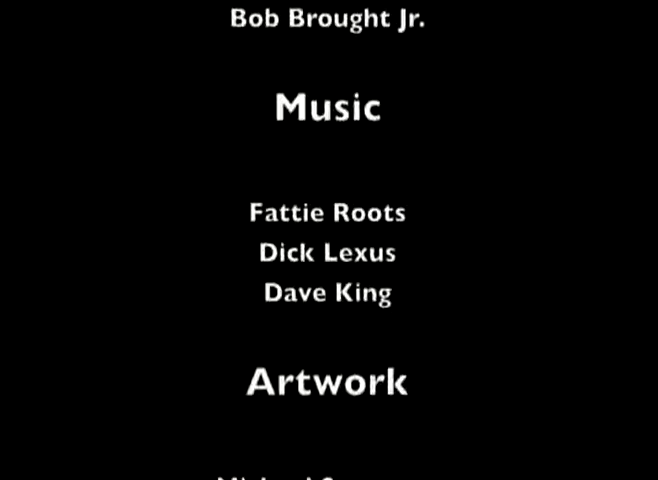 Bob Brought Jr.
Music
Fattie Roots
Dick Lexus
Dave King
Artwork